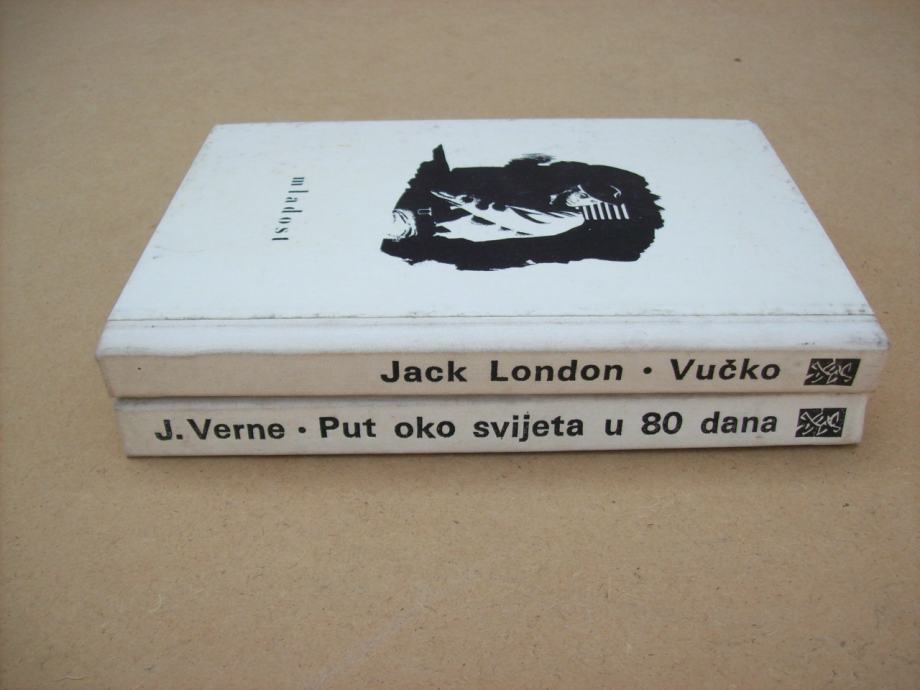 mladost
Jack London • Vučko
J. Verne • Put oko svijeta u 80 dana